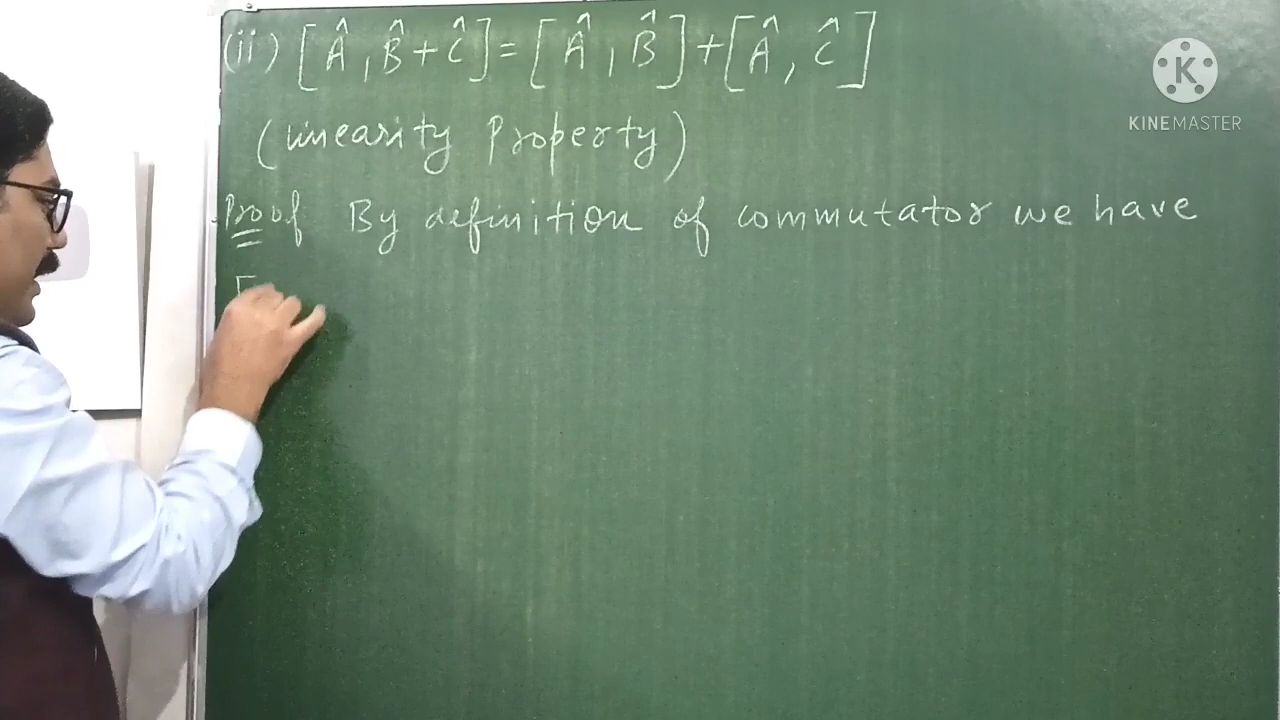 (ii) [Â, B̂+Ĉ] = [Â, B̂]+[Â, Ĉ]
(Linearity Property)
Proof By definition of commutator we have
[
K
KINEMASTER